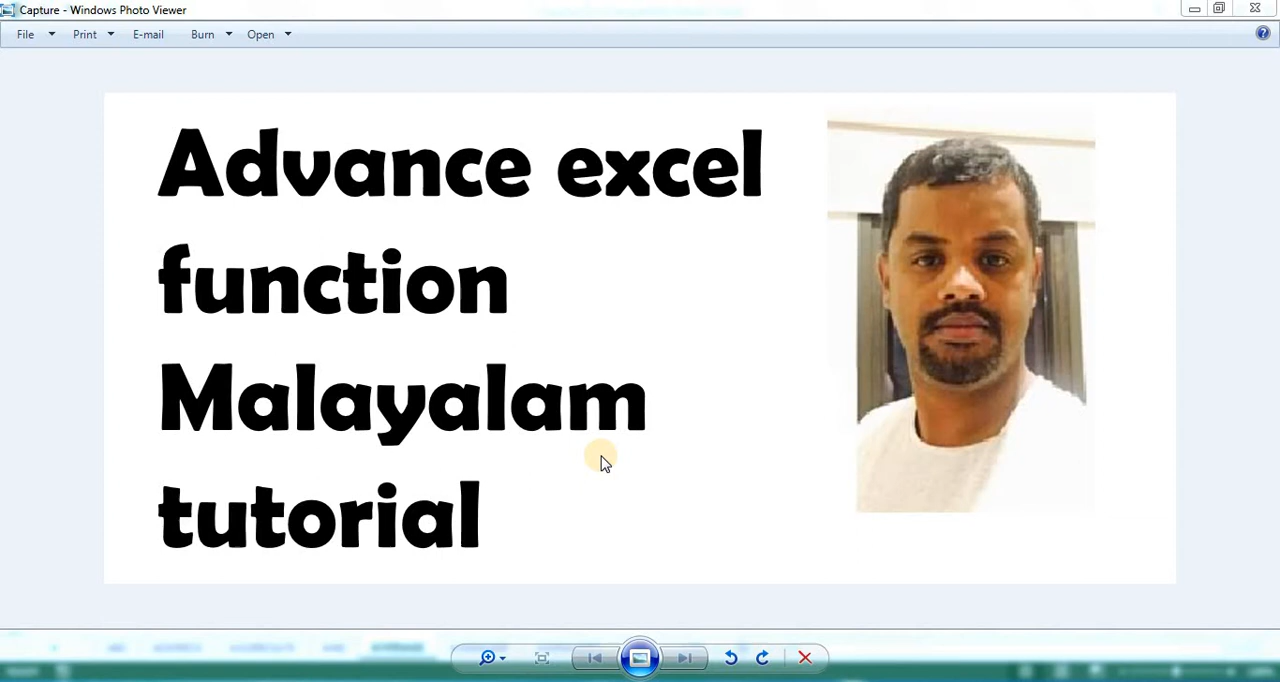 Capture - Windows Photo Viewer
File Print E-mail Burn Open
Advance excel
function
Malayalam
tutorial